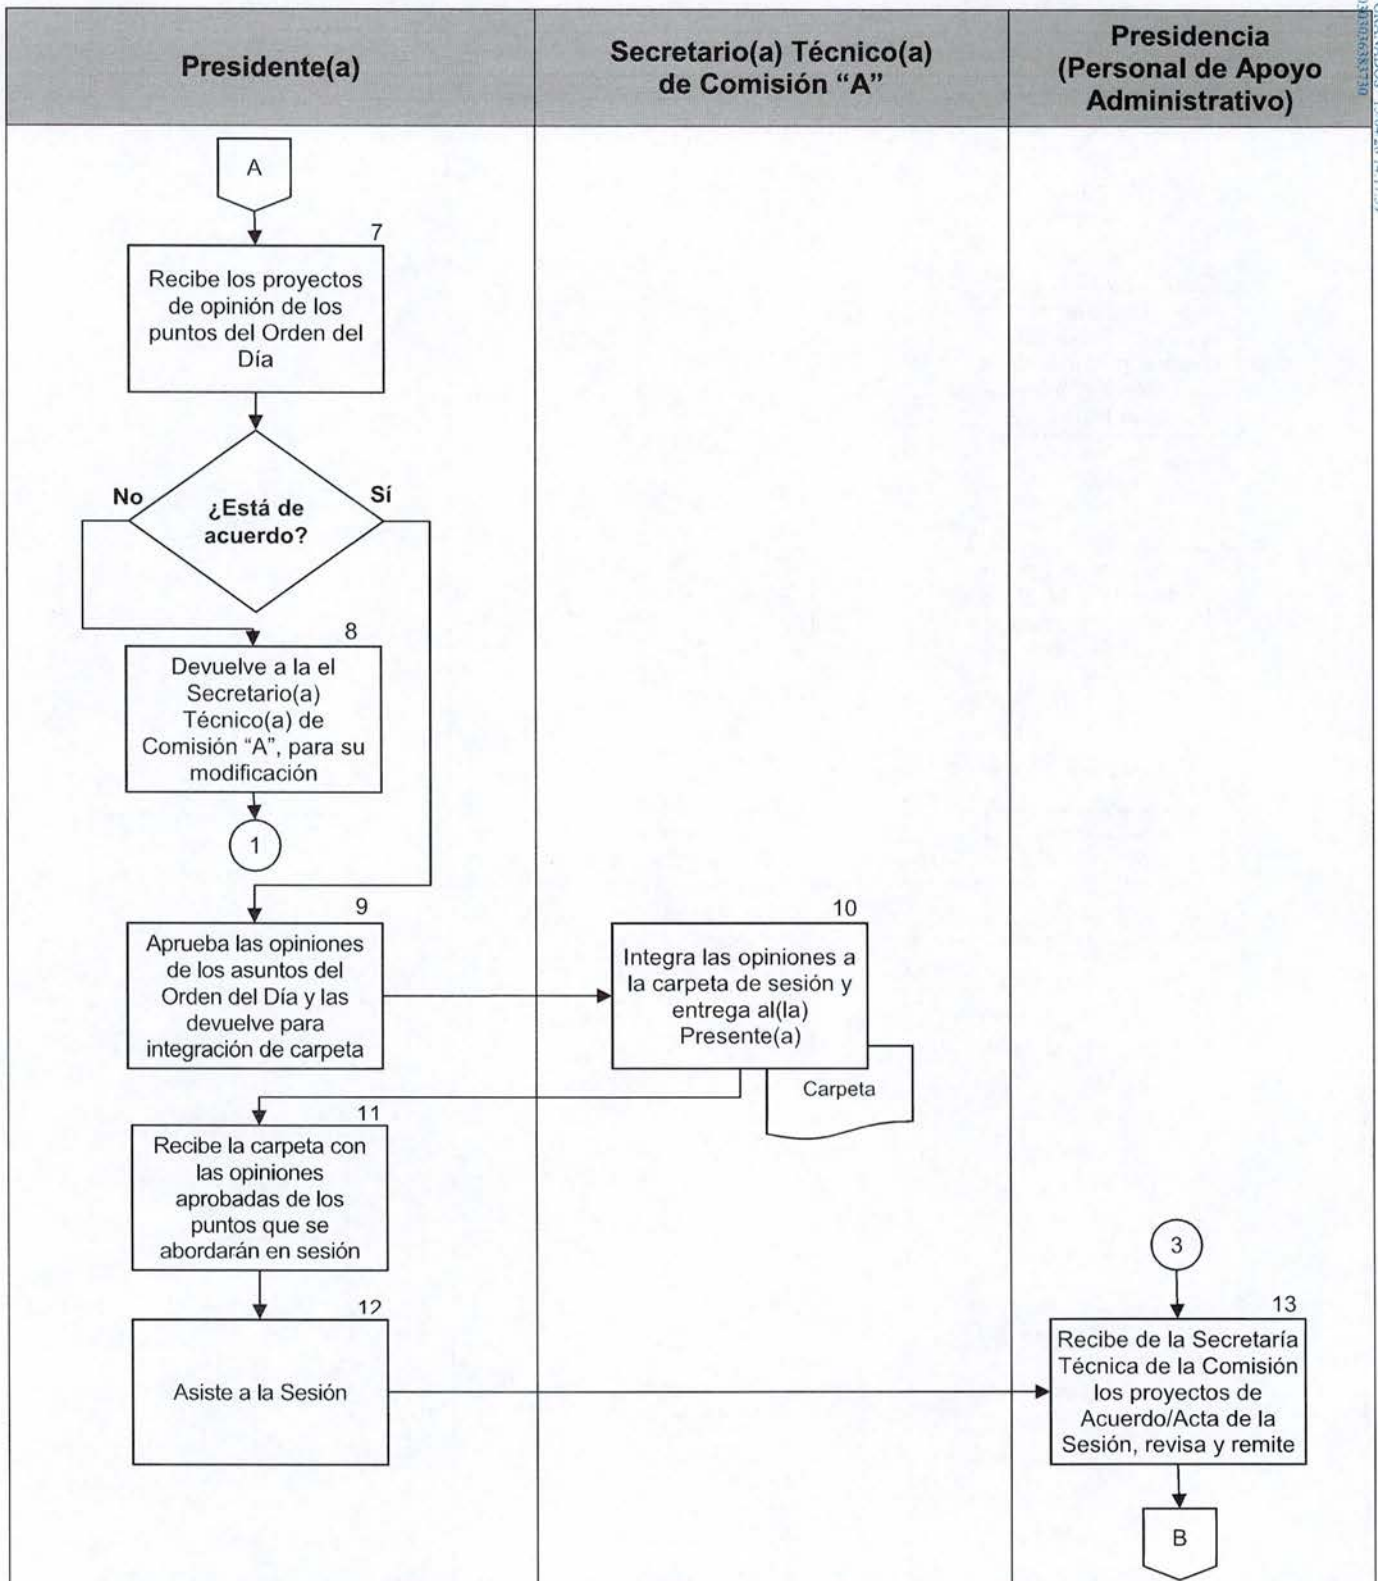 Presidente(a)
Secretario(a) Técnico(a)
de Comisión “A”
Presidencia
(Personal de Apoyo
Administrativo)
A
7
Recibe los proyectos
de opinión de los
puntos del Orden del
Día
No
¿Está de
acuerdo?
Sí
8
Devuelve a la el
Secretario(a)
Técnico(a) de
Comisión “A”, para su
modificación
1
9
Aprueba las opiniones
de los asuntos del
Orden del Día y las
devuelve para
integración de carpeta
10
Integra las opiniones a
la carpeta de sesión y
entrega al(la)
Presente(a)
Carpeta
11
Recibe la carpeta con
las opiniones
aprobadas de los
puntos que se
abordarán en sesión
12
Asiste a la Sesión
3
13
Recibe de la Secretaría
Técnica de la Comisión
los proyectos de
Acuerdo/Acta de la
Sesión, revisa y remite
B